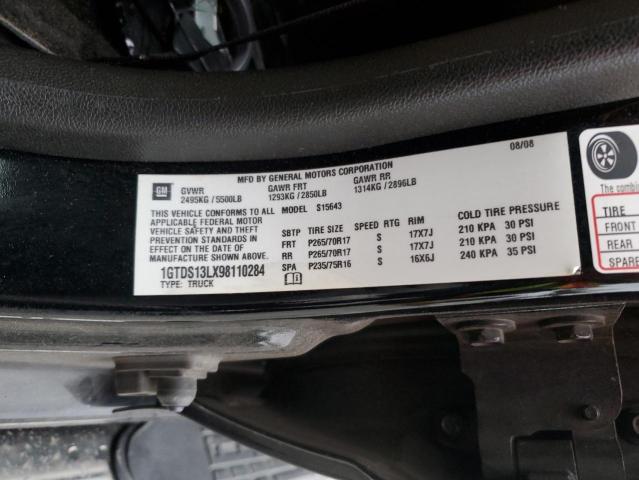 MFD BY GENERAL MOTORS CORPORATION
08/08
GM
GVWR GAWR FRT GAWR RR
2495KG / 5500LB 1293KG / 2850LB 1314KG / 2896LB
THIS VEHICLE CONFORMS TO ALL
APPLICABLE FEDERAL MOTOR
VEHICLE SAFETY AND THEFT
PREVENTION STANDARDS IN
EFFECT ON THE DATE OF
MANUFACTURE SHOWN ABOVE.
1GTDS13LX98110284
TYPE: TRUCK
MODEL S15643
SBTP TIRE SIZE SPEED RTG RIM COLD TIRE PRESSURE
FRT P265/70R17 S 17X7J 210 KPA 30 PSI
RR P265/70R17 S 17X7J 210 KPA 30 PSI
SPA P235/75R16 S 16X6J 240 KPA 35 PSI
The combin
TIRE
FRONT
REAR
SPARE